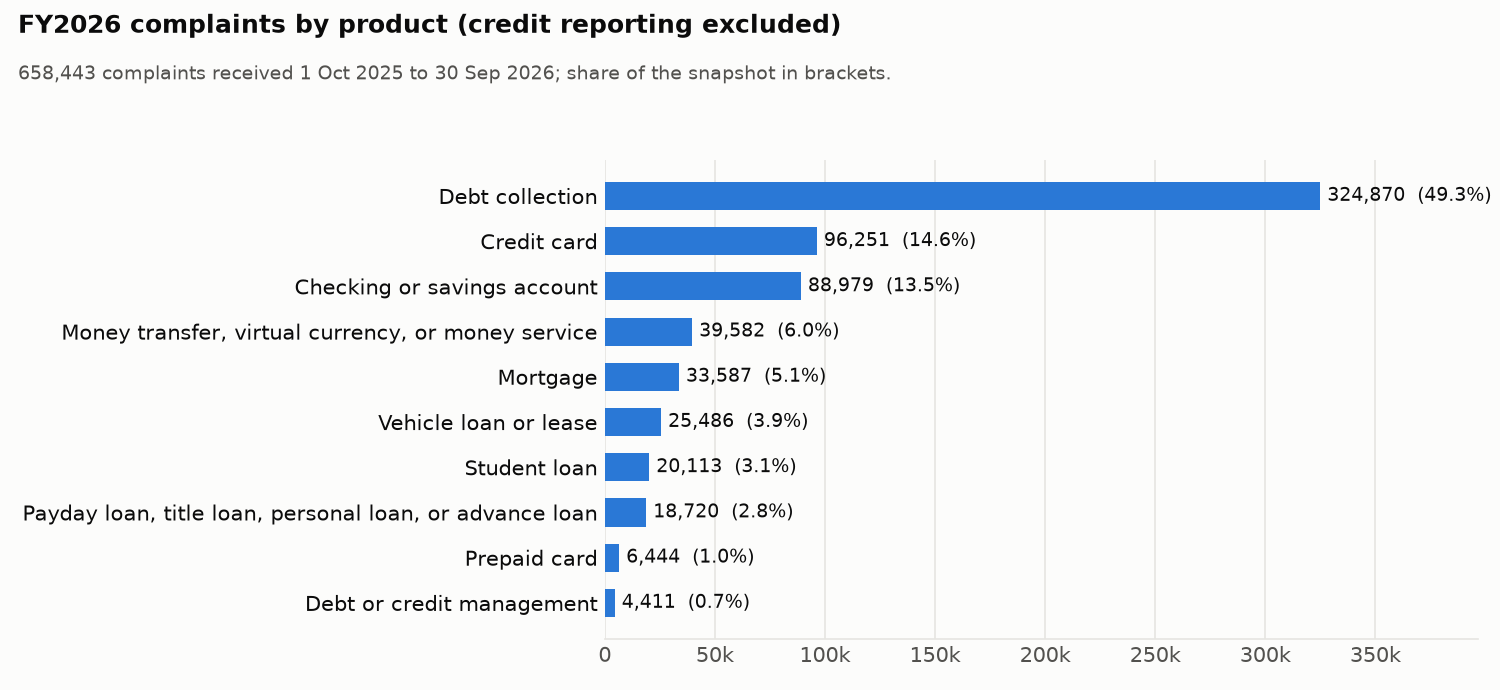 FY2026 complaints by product (credit reporting excluded)
658,443 complaints received 1 Oct 2025 to 30 Sep 2026; share of the snapshot in brackets.
Debt collection 324,870 (49.3%)
Credit card 96,251 (14.6%)
Checking or savings account 88,979 (13.5%)
Money transfer, virtual currency, or money service 39,582 (6.0%)
Mortgage 33,587 (5.1%)
Vehicle loan or lease 25,486 (3.9%)
Student loan 20,113 (3.1%)
Payday loan, title loan, personal loan, or advance loan 18,720 (2.8%)
Prepaid card 6,444 (1.0%)
Debt or credit management 4,411 (0.7%)
0 50k 100k 150k 200k 250k 300k 350k